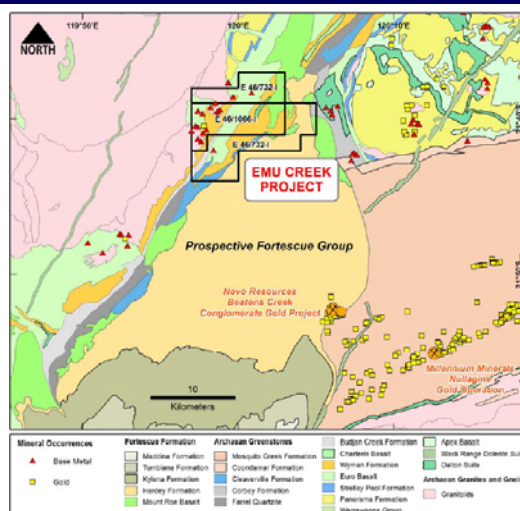 119°50'E
120°E
120°10'E
NORTH
E 46/732-I
E 46/1066-I
E 46/732-I
EMU CREEK
PROJECT
Prospective Fortescue Group
Novo Resources
Beatons Creek
Conglomerate Gold Project
Millennium Minerals
Nullagine
Gold Operation
10
Kilometers
Mineral Occurrences
Base Metal
Gold
Fortescue Formation
Maddina Formation
Tumbiana Formation
Kylena Formation
Hardey Formation
Mount Roe Basalt
Archaean Greenstones
Mosquito Creek Formation
Coondamar Formation
Cleaverville Formation
Corboy Formation
Farrel Quartzite
Budjan Creek Formation
Charteris Basalt
Wyman Formation
Euro Basalt
Strelley Pool Formation
Panorama Formation
Warrawoona Group
Apex Basalt
Black Range Dolerite Suite
Dalton Suite
Archaean Granites and Gneiss
Granitoids